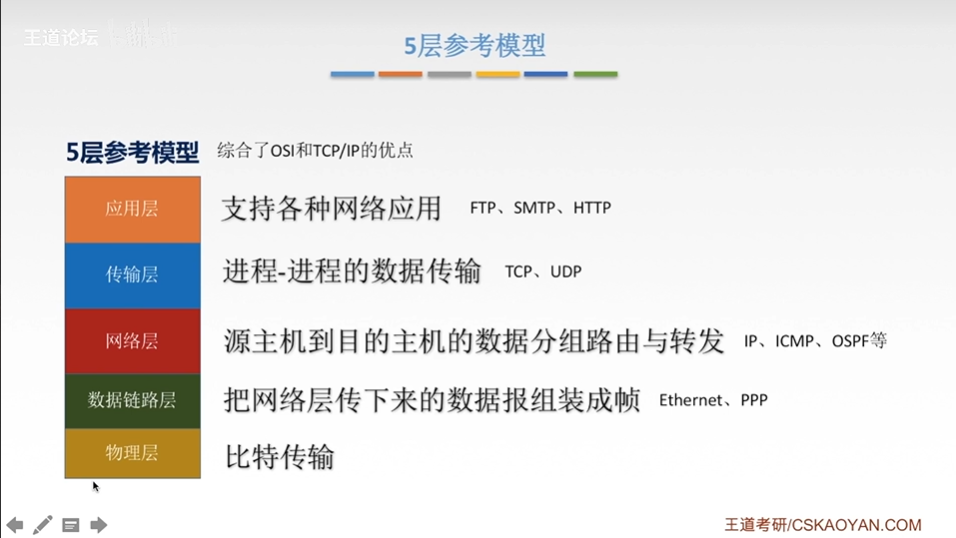 王道论坛
5层参考模型
5层参考模型 综合了OSI和TCP/IP的优点
应用层 支持各种网络应用 FTP、SMTP、HTTP
传输层 进程-进程的数据传输 TCP、UDP
网络层 源主机到目的主机的数据分组路由与转发 IP、ICMP、OSPF等
数据链路层 把网络层传下来的数据报组装成帧 Ethernet、PPP
物理层 比特传输
王道考研/CSKAOYAN.COM